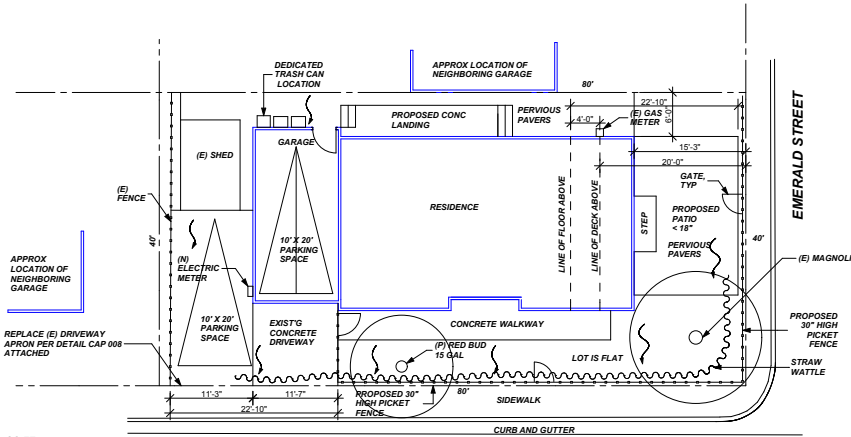 DEDICATED
TRASH CAN
LOCATION
APPROX LOCATION OF
NEIGHBORING GARAGE
80'
22'-10"
PROPOSED CONC
LANDING
PERVIOUS
PAVERS
4'-0"
(E) GAS
METER
6'-0"
EMERALD STREET
GARAGE
15'-3"
(E) SHED
20'-0"
(E)
FENCE
GATE,
TYP
RESIDENCE
LINE OF FLOOR ABOVE
LINE OF DECK ABOVE
STEP
PROPOSED
PATIO
< 18"
PERVIOUS
PAVERS
40'
40'
10' X 20'
PARKING
SPACE
(N)
ELECTRIC
METER
(E) MAGNOLI
APPROX
LOCATION OF
NEIGHBORING
GARAGE
10' X 20'
PARKING
SPACE
EXIST'G
CONCRETE
DRIVEWAY
CONCRETE WALKWAY
PROPOSED
30" HIGH
PICKET
FENCE
REPLACE (E) DRIVEWAY
APRON PER DETAIL CAP 008
ATTACHED
(P) RED BUD
15 GAL
LOT IS FLAT
STRAW
WATTLE
11'-3"
11'-7"
22'-10"
PROPOSED 30"
HIGH PICKET
FENCE
80'
SIDEWALK
CURB AND GUTTER